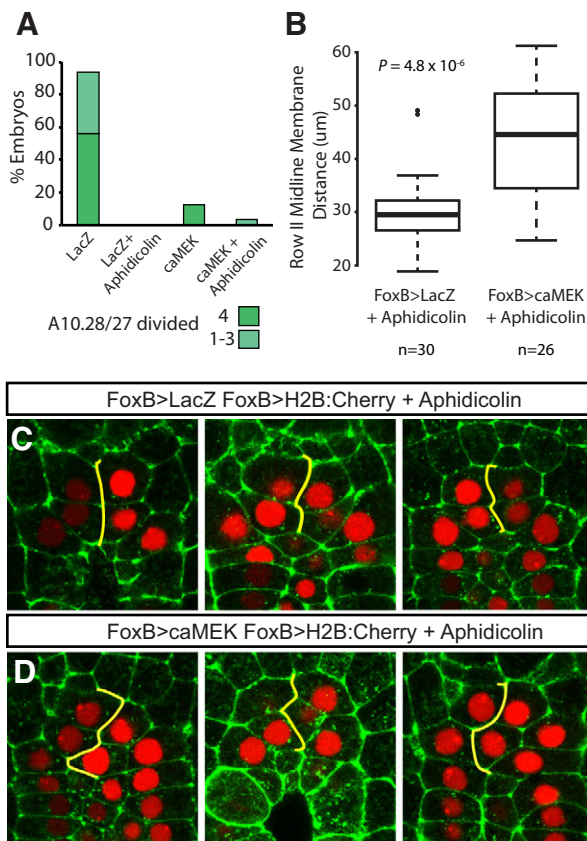 A
% Embryos
100
80
60
40
20
0
LacZ
LacZ+
Aphidicolin
caMEK
caMEK +
Aphidicolin
A10.28/27 divided
4
1-3
B
Row II Midline Membrane
Distance (um)
60
50
40
30
20
P = 4.8 x 10-6
FoxB>LacZ
+ Aphidicolin
n=30
FoxB>caMEK
+ Aphidicolin
n=26
FoxB>LacZ FoxB>H2B:Cherry + Aphidicolin
C
FoxB>caMEK FoxB>H2B:Cherry + Aphidicolin
D